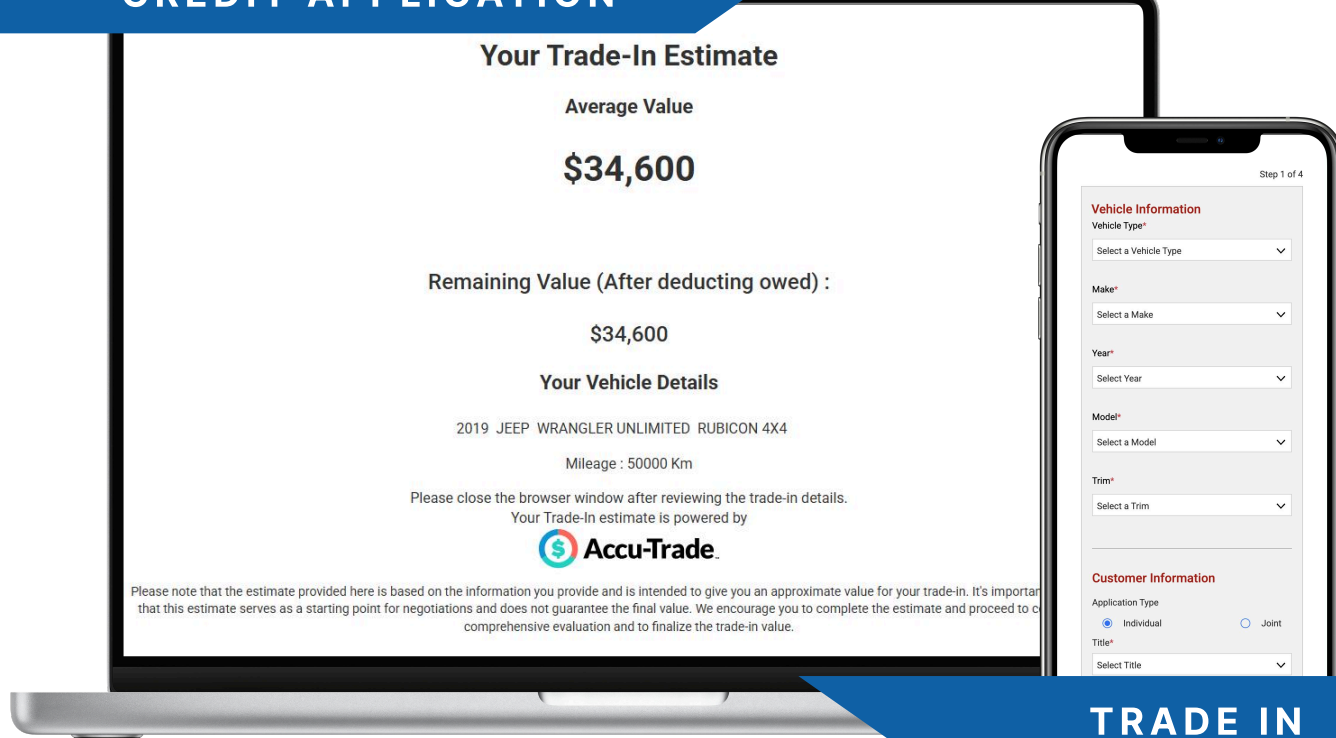 CREDIT APPLICATION
Your Trade-In Estimate
Average Value
$34,600
Remaining Value (After deducting owed) :
$34,600
Your Vehicle Details
2019 JEEP WRANGLER UNLIMITED RUBICON 4X4
Mileage : 50000 Km
Please close the browser window after reviewing the trade-in details.
Your Trade-In estimate is powered by
$ Accu-Trade
Please note that the estimate provided here is based on the information you provide and is intended to give you an approximate value for your trade-in. It's
that this estimate serves as a starting point for negotiations and does not guarantee the final value. We encourage you to complete the estimate and proceed to
comprehensive evaluation and to finalize the trade-in value.
Step 1 of 4
Vehicle Information
Vehicle Type*
Select a Vehicle Type
Make*
Select a Make
Year*
Select Year
Model*
Select a Model
Trim*
Select a Trim
Customer Information
Application Type
Individual Joint
Title*
Select Title
TRADE IN